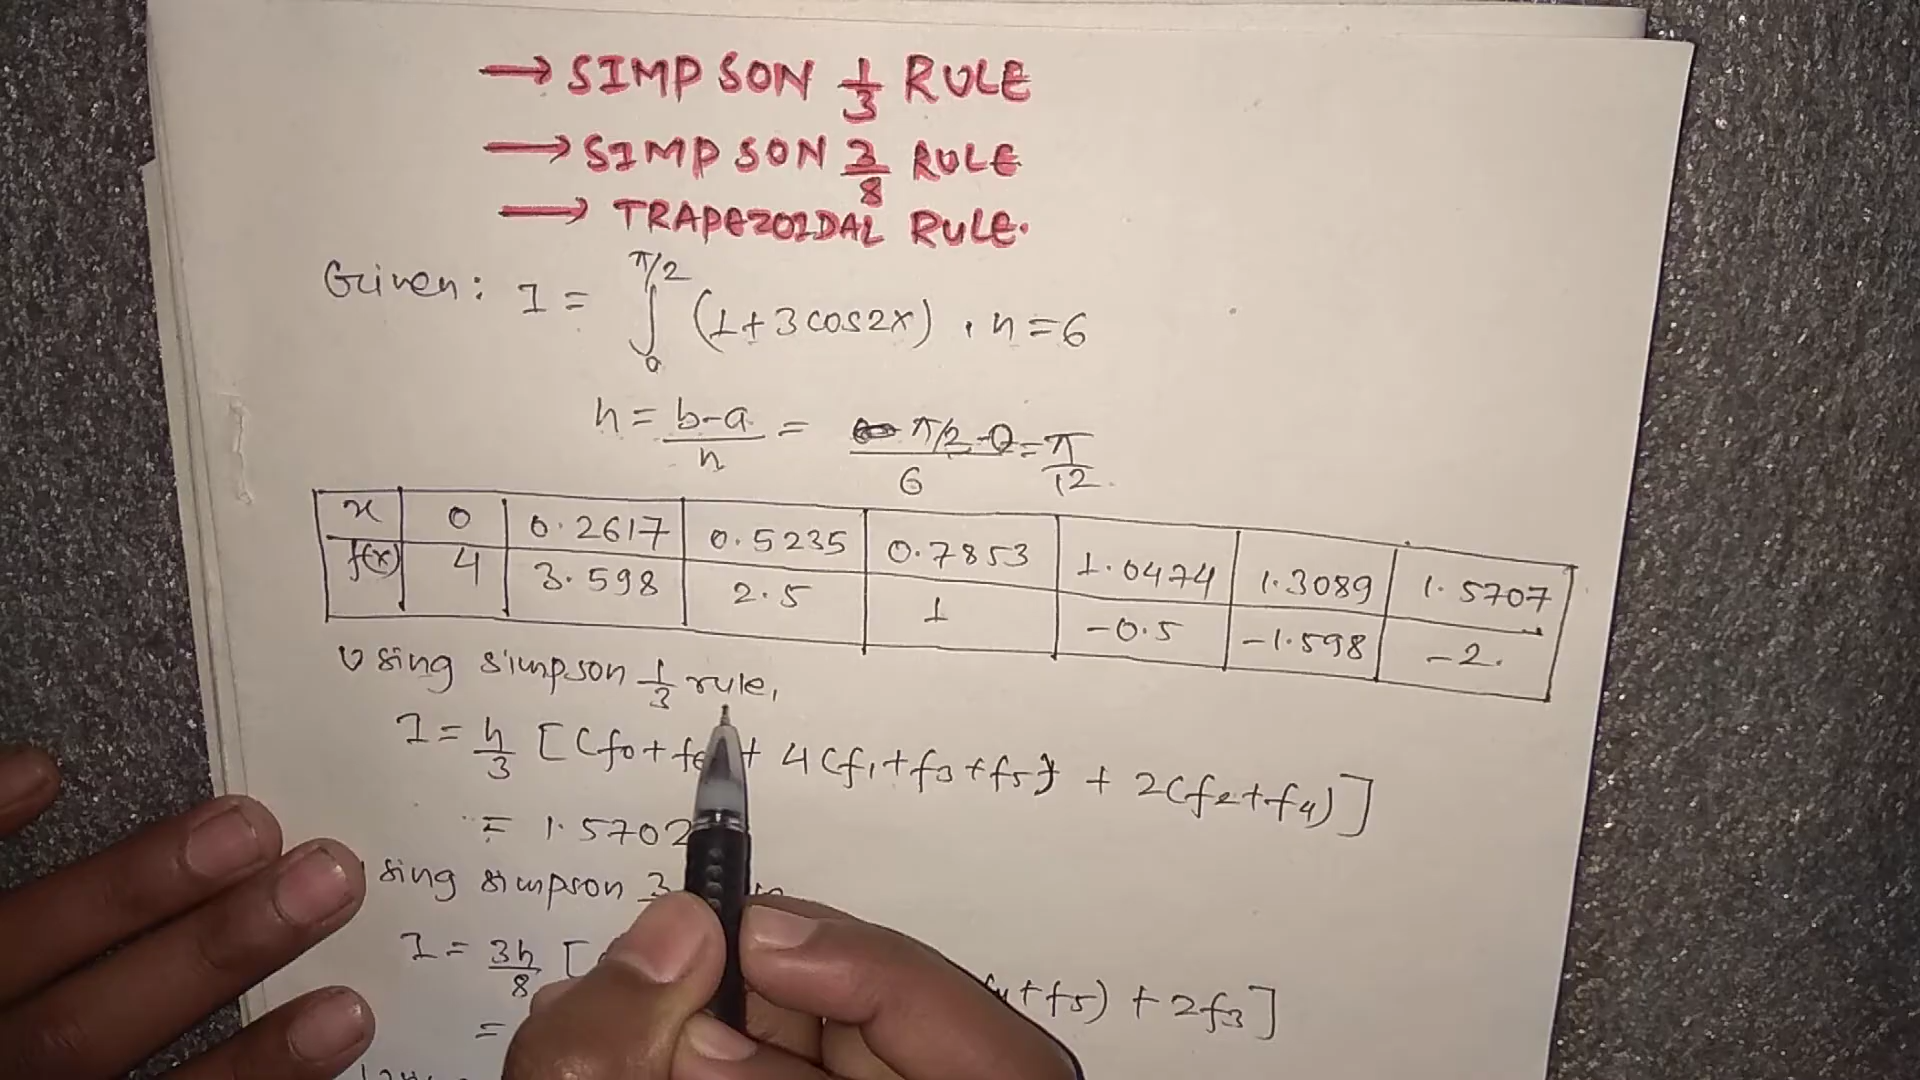 → SIMPSON 1/3 RULE
→ SIMPSON 3/8 RULE
→ TRAPEZOIDAL RULE.
Given: I = ∫₀^π/2 (1+3cos2x), n=6
h = b-a/n = π/2-0/6 = π/12.
x 0 0.2617 0.5235 0.7853 1.0474 1.3089 1.5707
f(x) 4 3.598 2.5 1 -0.5 -1.598 -2.
Using simpson 1/3 rule,
I = h/3 [(f0+f6 + 4(f1+f3+f5) + 2(f2+f4)]
= 1.5702
sing simpson 3
I = 3h/8 [ +f5) + 2f3]
=